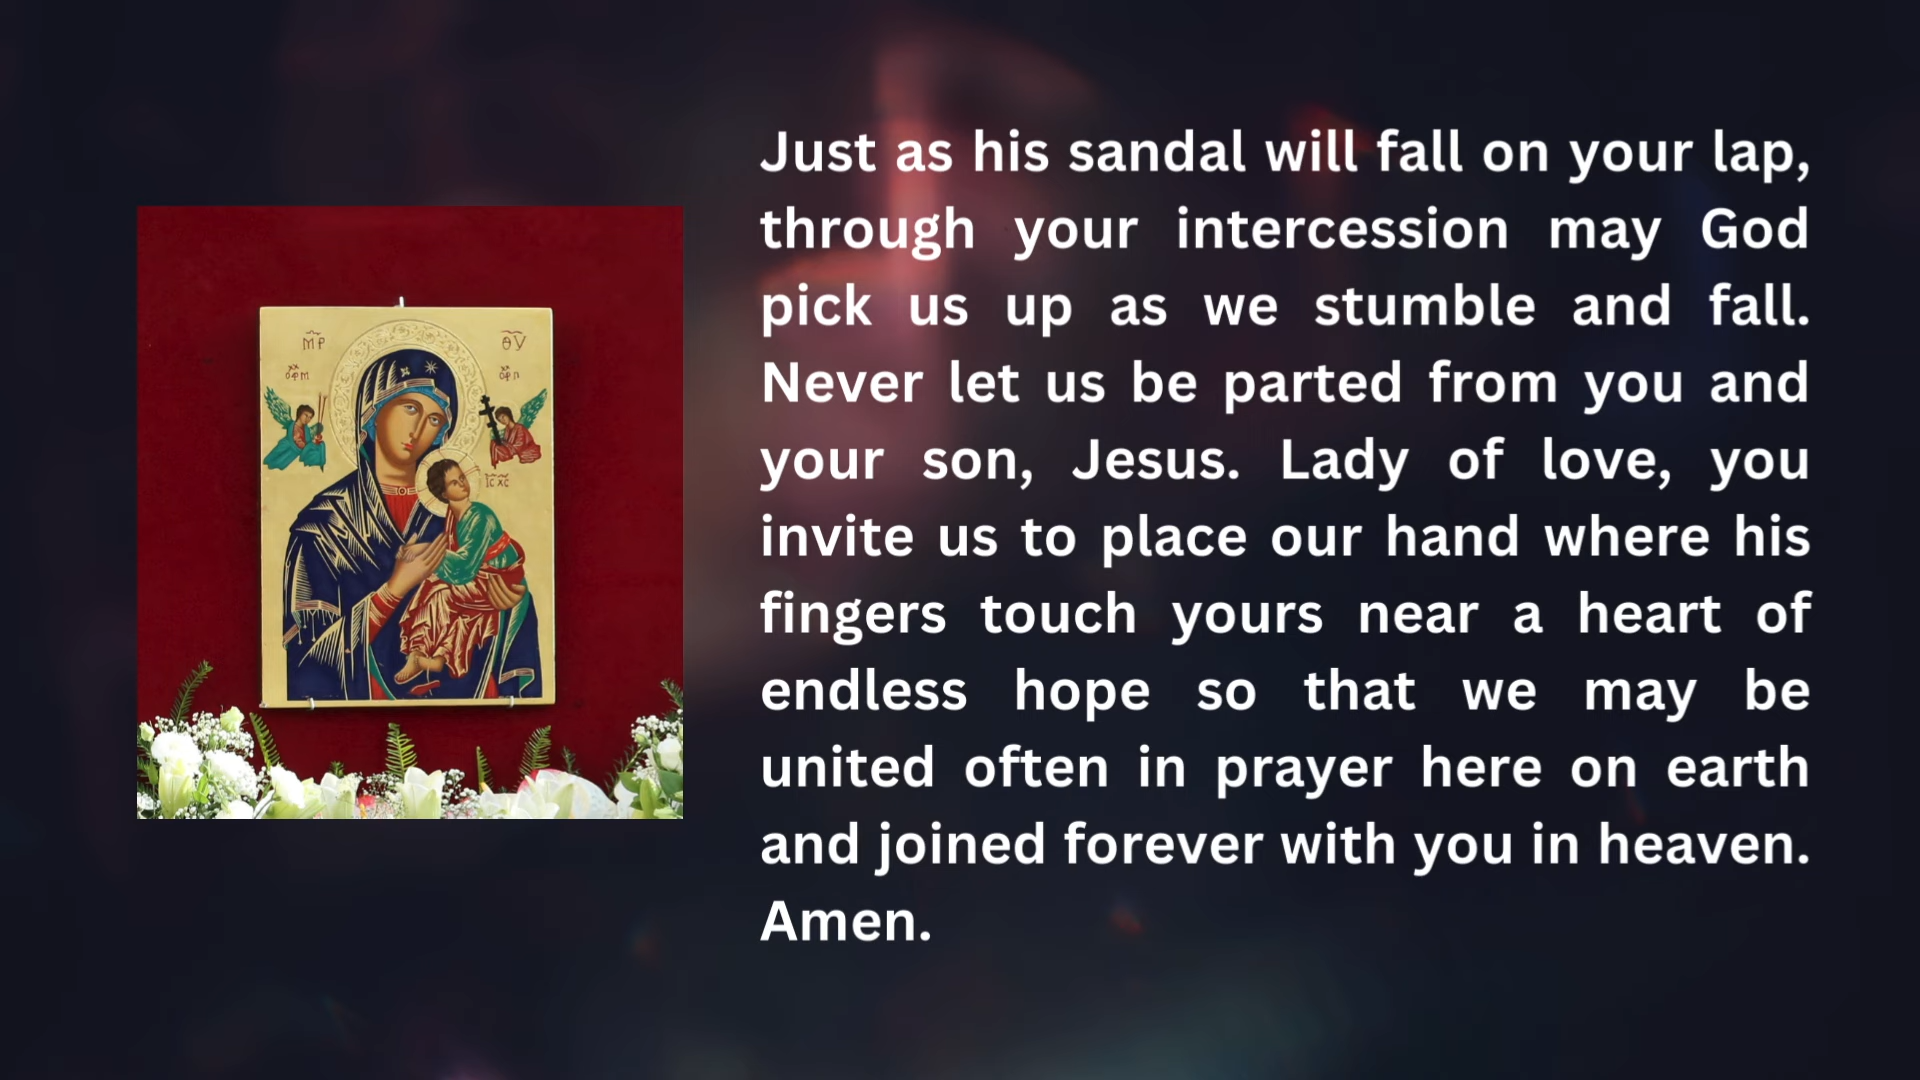 Just as his sandal will fall on your lap,
through your intercession may God
pick us up as we stumble and fall.
Never let us be parted from you and
your son, Jesus. Lady of love, you
invite us to place our hand where his
fingers touch yours near a heart of
endless hope so that we may be
united often in prayer here on earth
and joined forever with you in heaven.
Amen.
ΜΡ ΘΥ